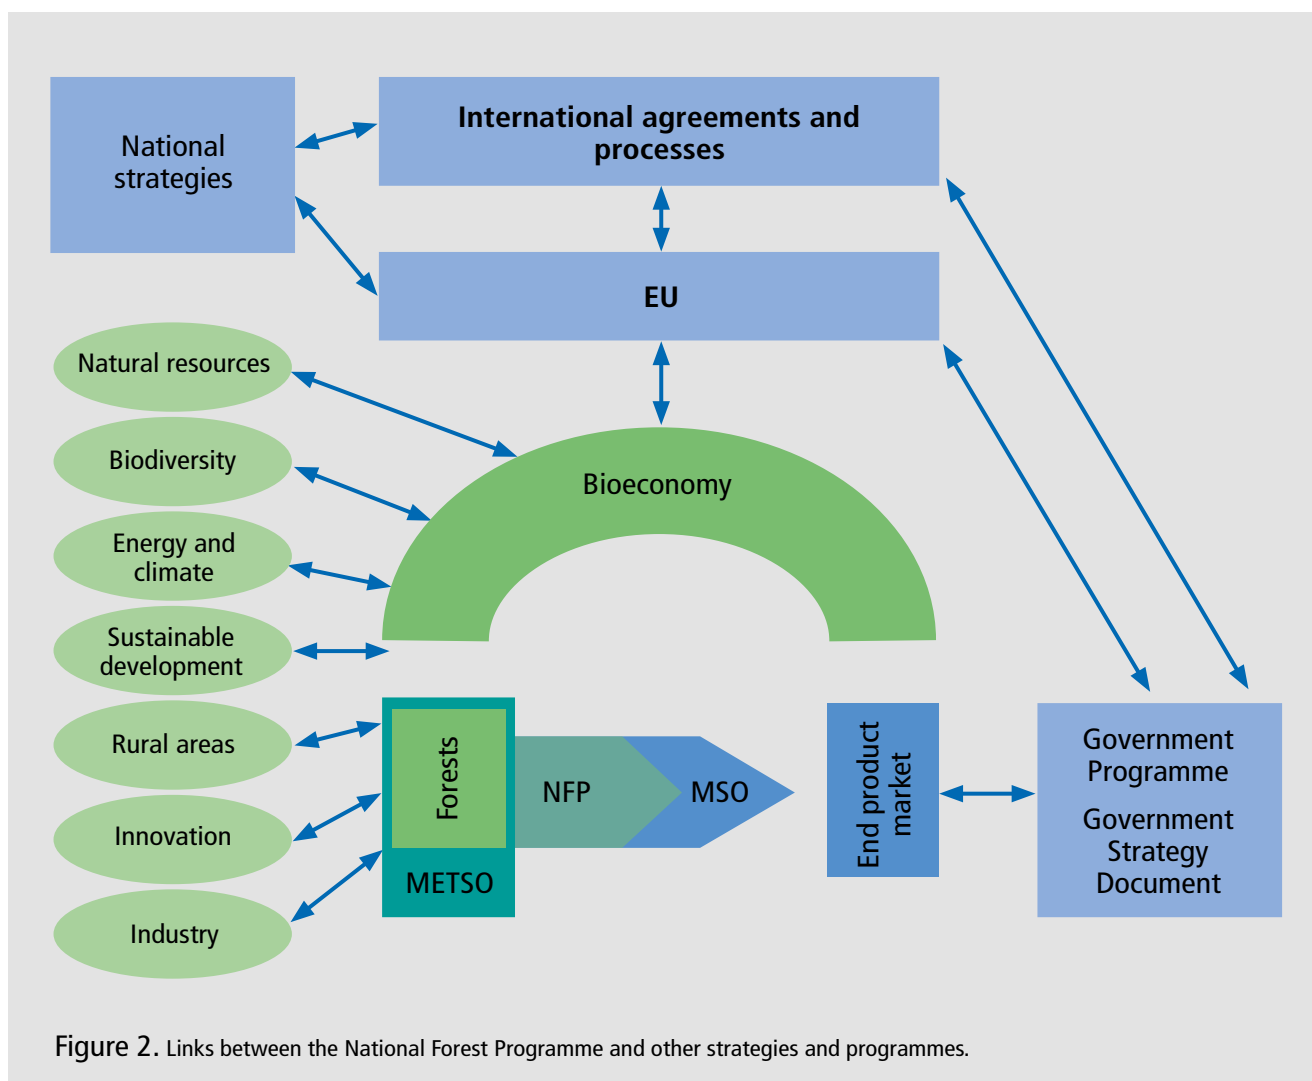 National
strategies
International agreements and
processes
EU
Natural resources
Biodiversity
Energy and
climate
Sustainable
development
Rural areas
Innovation
Industry
Bioeconomy
Forests
METSO
NFP
MSO
End product
market
Government
Programme
Government
Strategy
Document
Figure 2. Links between the National Forest Programme and other strategies and programmes.